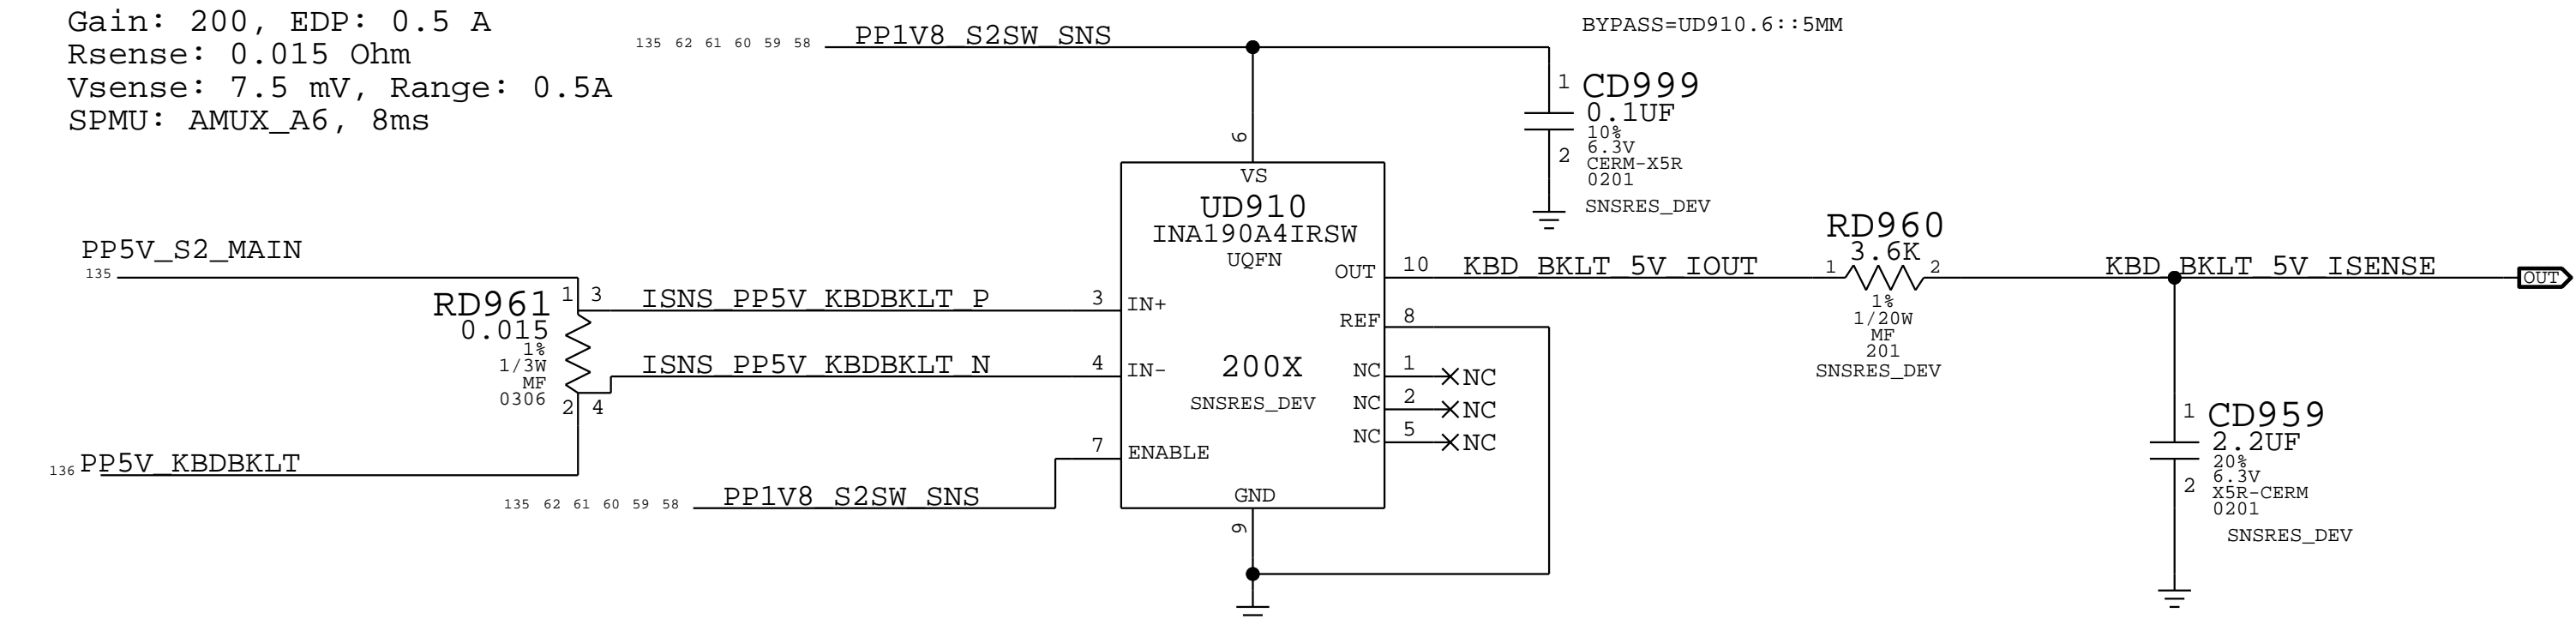 Gain: 200, EDP: 0.5 A
Rsense: 0.015 Ohm
Vsense: 7.5 mV, Range: 0.5A
SPMU: AMUX_A6, 8ms
135 62 61 60 59 58 PP1V8_S2SW_SNS
BYPASS=UD910.6::5MM
1 CD999
0.1UF
10%
6.3V
2 CERM-X5R
0201
SNSRES_DEV
6
VS
UD910
INA190A4IRSW
UQFN
PP5V_S2_MAIN
135
RD961 1 3
0.015
1%
1/3W
MF
0306
2 4
ISNS_PP5V_KBDBKLT_P 3 IN+
ISNS_PP5V_KBDBKLT_N 4 IN-
136 PP5V_KBDBKLT
7 ENABLE
135 62 61 60 59 58 PP1V8_S2SW_SNS
200X
SNSRES_DEV
GND
9
OUT 10 KBD_BKLT_5V_IOUT
REF 8
NC 1 NC
NC 2 NC
NC 5 NC
RD960
3.6K
1 2
1%
1/20W
MF
201
SNSRES_DEV
KBD_BKLT_5V_ISENSE OUT
1 CD959
2.2UF
20%
6.3V
2 X5R-CERM
0201
SNSRES_DEV